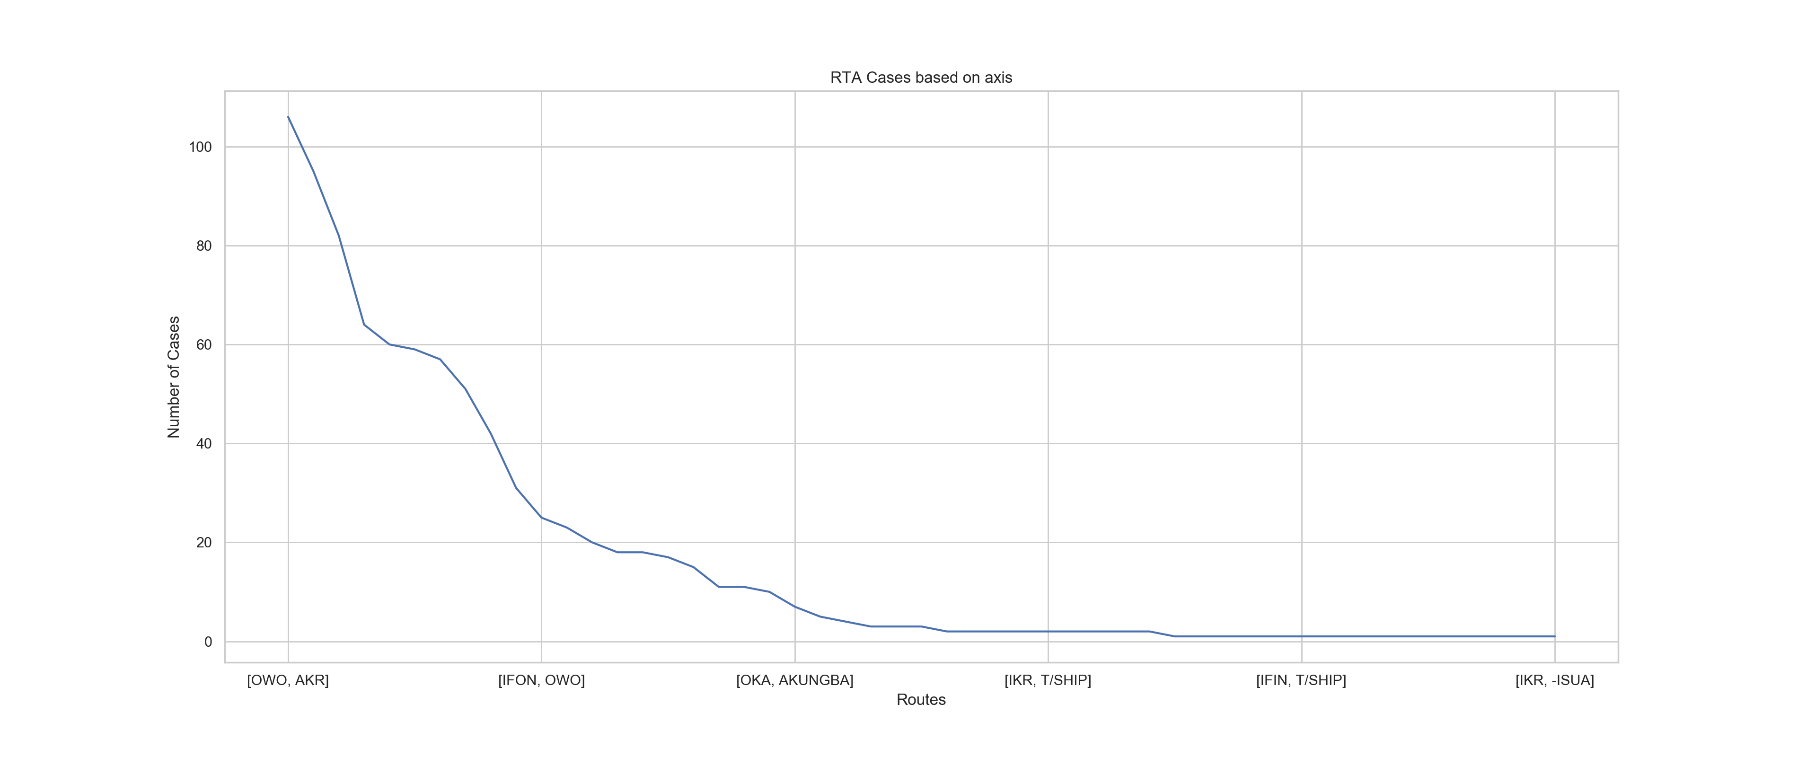 RTA Cases based on axis
Number of Cases
100
80
60
40
20
0
[OWO, AKR] [IFON, OWO] [OKA, AKUNGBA] [IKR, T/SHIP] [IFIN, T/SHIP] [IKR, -ISUA]
Routes